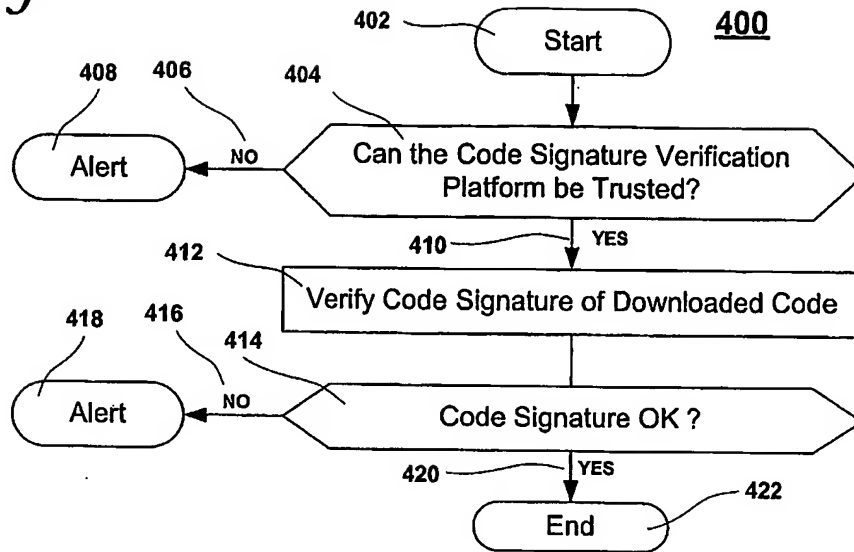 402
Start
400
408
406
404
Alert
NO
Can the Code Signature Verification
Platform be Trusted?
410
YES
412
Verify Code Signature of Downloaded Code
418
416
414
Alert
NO
Code Signature OK ?
420
YES
422
End